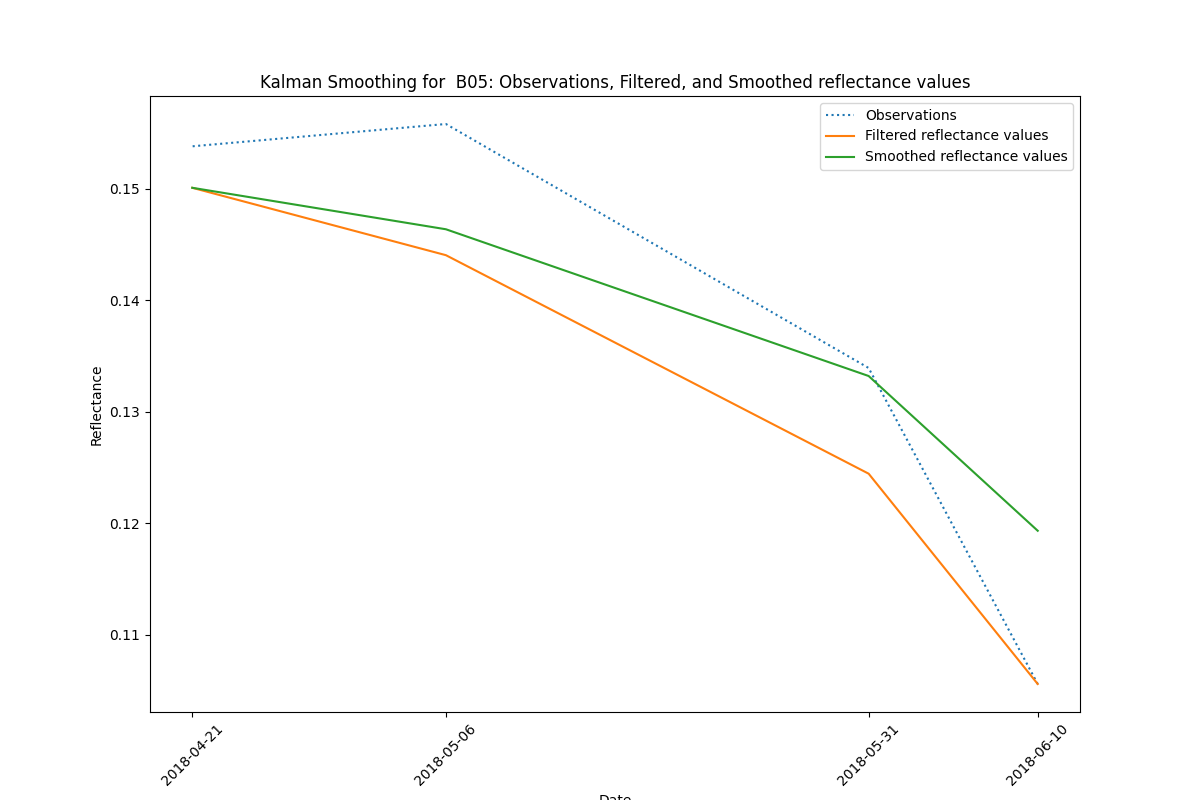 Kalman Smoothing for  B05: Observations, Filtered, and Smoothed reflectance values
Observations
Filtered reflectance values
Smoothed reflectance values
Reflectance
0.15
0.14
0.13
0.12
0.11
2018-04-21
2018-05-06
2018-05-31
2018-06-10
Date